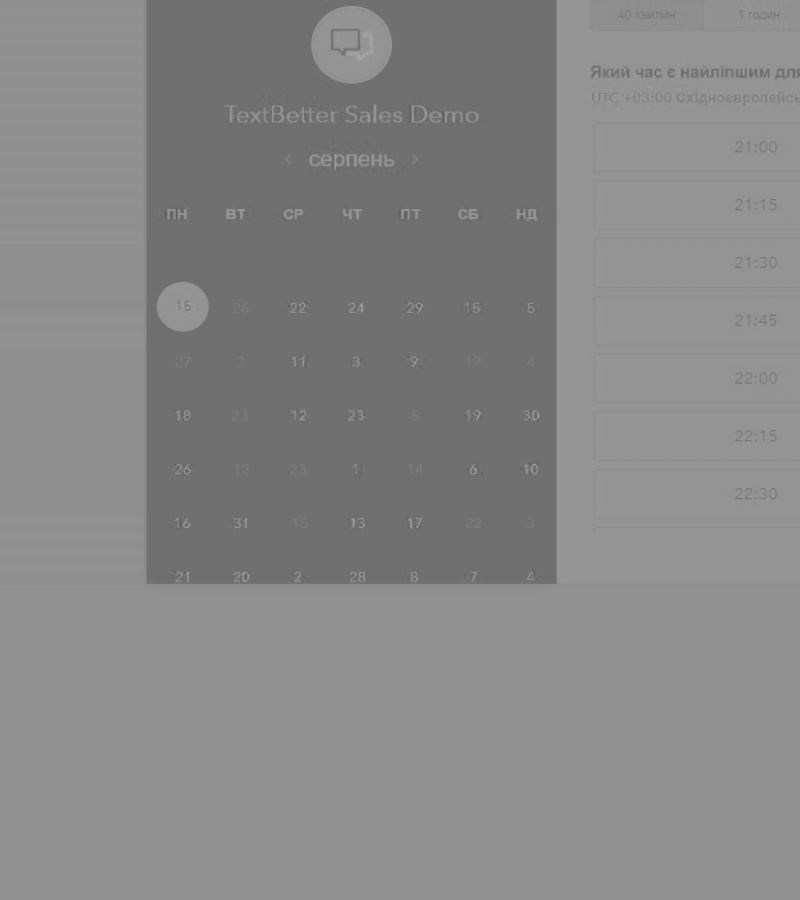 TextBetter Sales Demo
‹ серпень ›
ПН ВТ СР ЧТ ПТ СБ НД
15 26 22 24 29 15 5
27 2 11 3 9 19 4
18 23 12 23 5 19 30
26 12 23 1 14 6 10
16 31 15 13 17 22 3
21 20 2 28 8 7 4
40 хвилин 1 годин
Який час є найліпшим для
UTC +03:00 Східноєвропейсь
21:00
21:15
21:30
21:45
22:00
22:15
22:30